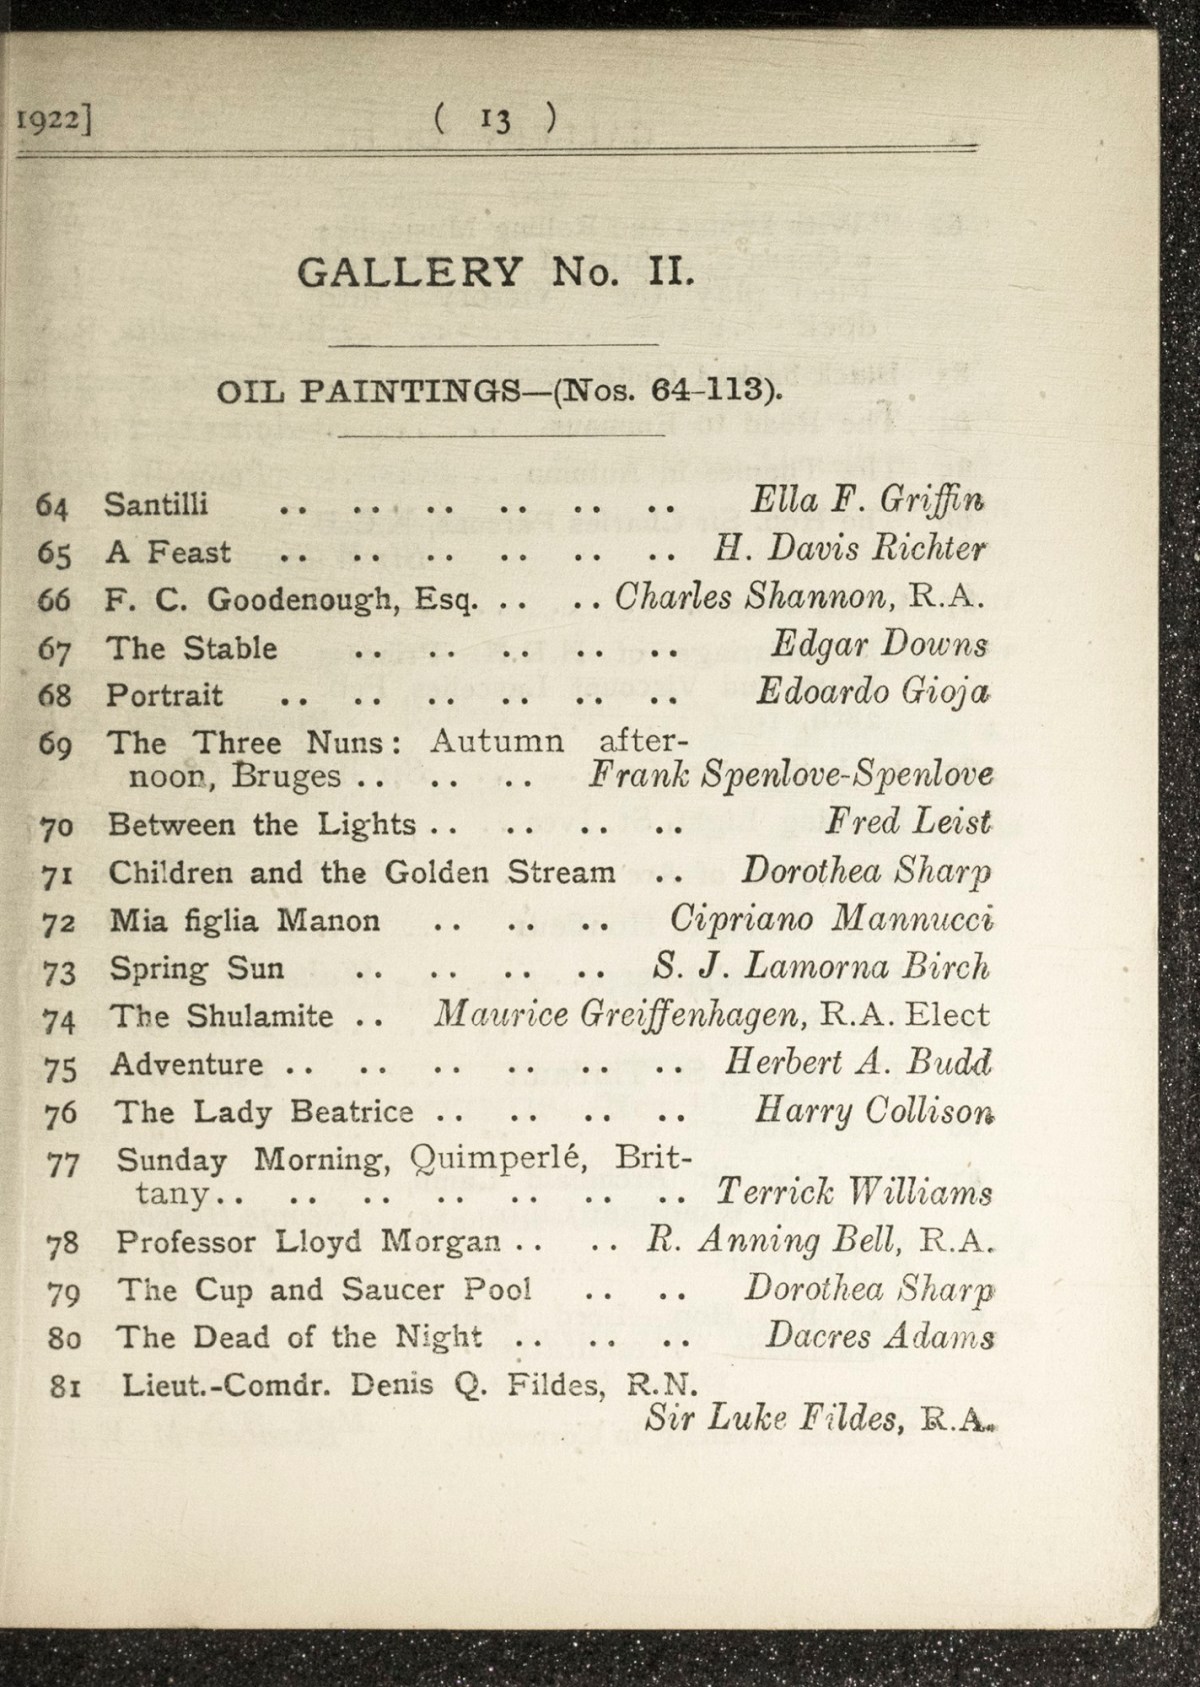 1922] ( 13 )
GALLERY No. II.
OIL PAINTINGS—(Nos. 64-113).
64 Santilli .. .. .. .. .. .. Ella F. Griffin
65 A Feast .. .. .. .. .. .. H. Davis Richter
66 F. C. Goodenough, Esq. .. .. Charles Shannon, R.A.
67 The Stable .. .. .. .. .. Edgar Downs
68 Portrait .. .. .. .. .. .. Edoardo Gioja
69 The Three Nuns: Autumn after-
noon, Bruges .. .. .. Frank Spenlove-Spenlove
70 Between the Lights .. .. .. .. Fred Leist
71 Children and the Golden Stream .. Dorothea Sharp
72 Mia figlia Manon .. .. .. Cipriano Mannucci
73 Spring Sun .. .. .. .. S. J. Lamorna Birch
74 The Shulamite .. Maurice Greiffenhagen, R.A. Elect
75 Adventure .. .. .. .. .. .. Herbert A. Budd
76 The Lady Beatrice .. .. .. .. Harry Collison
77 Sunday Morning, Quimperlé, Brit-
tany .. .. .. .. .. .. .. Terrick Williams
78 Professor Lloyd Morgan .. .. R. Anning Bell, R.A.
79 The Cup and Saucer Pool .. .. Dorothea Sharp
80 The Dead of the Night .. .. .. Dacres Adams
81 Lieut.-Comdr. Denis Q. Fildes, R.N.
Sir Luke Fildes, R.A.